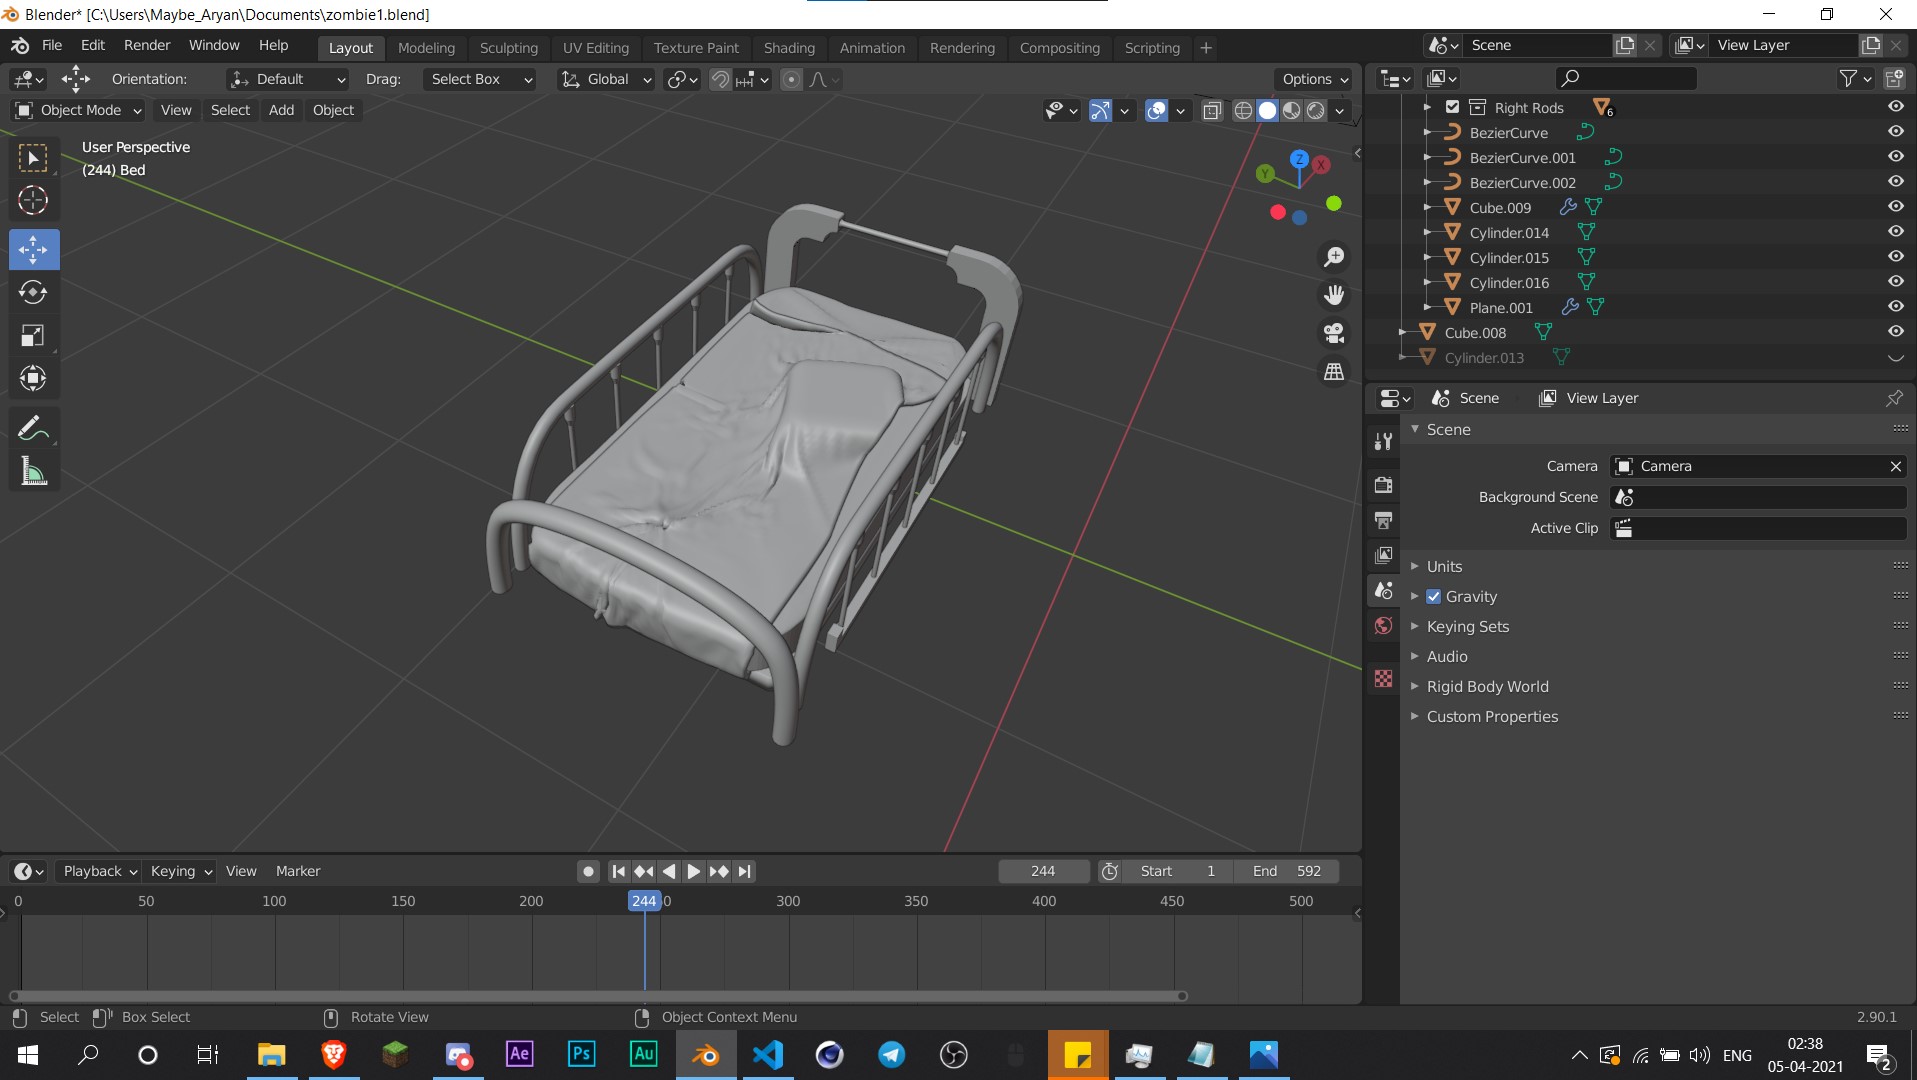 Blender* [C:\Users\Maybe_Aryan\Documents\zombie1.blend]
File Edit Render Window Help Layout Modeling Sculpting UV Editing Texture Paint Shading Animation Rendering Compositing Scripting + Scene View Layer
Orientation: Default Drag: Select Box Global Options
Object Mode View Select Add Object
User Perspective
(244) Bed
Z X Y
Right Rods 6
BezierCurve
BezierCurve.001
BezierCurve.002
Cube.009
Cylinder.014
Cylinder.015
Cylinder.016
Plane.001
Cube.008
Cylinder.013
Scene View Layer
Scene
Camera Camera
Background Scene
Active Clip
Units
Gravity
Keying Sets
Audio
Rigid Body World
Custom Properties
Playback Keying View Marker 244 Start 1 End 592
0 50 100 150 200 244 300 350 400 450 500
Select Box Select Rotate View Object Context Menu 2.90.1
Ae Ps Au ENG 02:38
05-04-2021 2